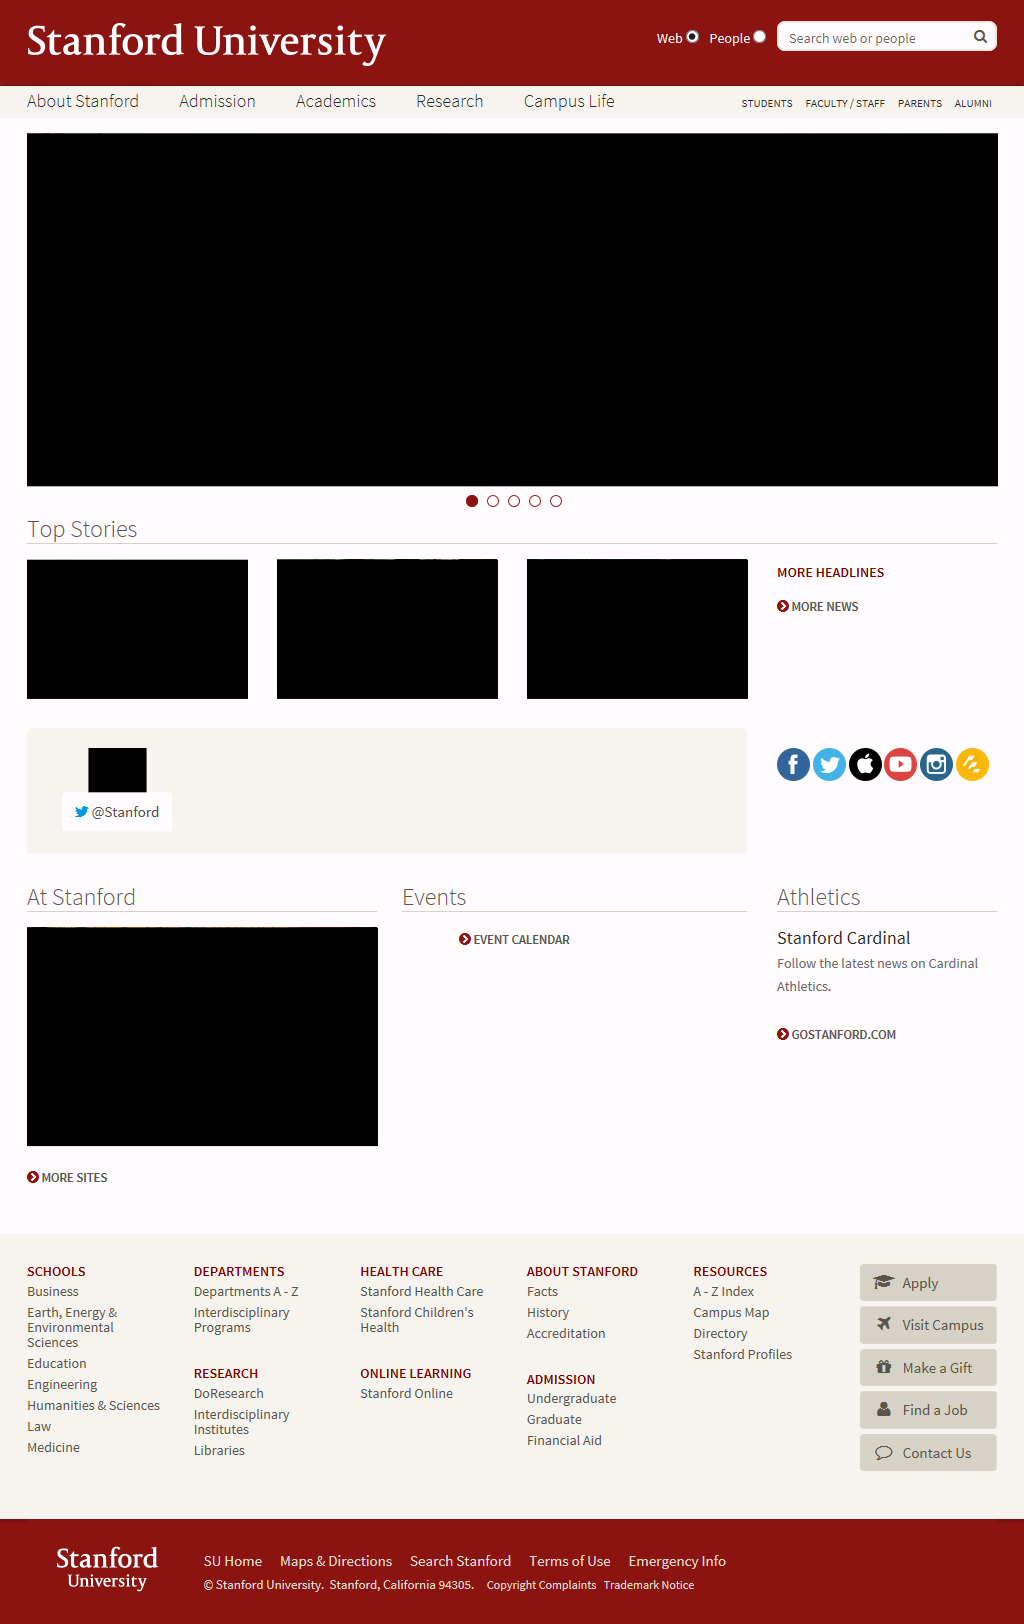 Stanford University
Web People Search web or people
About Stanford Admission Academics Research Campus Life STUDENTS FACULTY / STAFF PARENTS ALUMNI
Top Stories
MORE HEADLINES
MORE NEWS
@Stanford
At Stanford
MORE SITES
Events
EVENT CALENDAR
Athletics
Stanford Cardinal
Follow the latest news on Cardinal
Athletics.
GOSTANFORD.COM
SCHOOLS
Business
Earth, Energy &
Environmental
Sciences
Education
Engineering
Humanities & Sciences
Law
Medicine
DEPARTMENTS
Departments A - Z
Interdisciplinary
Programs
RESEARCH
DoResearch
Interdisciplinary
Institutes
Libraries
HEALTH CARE
Stanford Health Care
Stanford Children's
Health
ONLINE LEARNING
Stanford Online
ABOUT STANFORD
Facts
History
Accreditation
ADMISSION
Undergraduate
Graduate
Financial Aid
RESOURCES
A - Z Index
Campus Map
Directory
Stanford Profiles
Apply
Visit Campus
Make a Gift
Find a Job
Contact Us
Stanford
University
SU Home Maps & Directions Search Stanford Terms of Use Emergency Info
© Stanford University. Stanford, California 94305. Copyright Complaints Trademark Notice